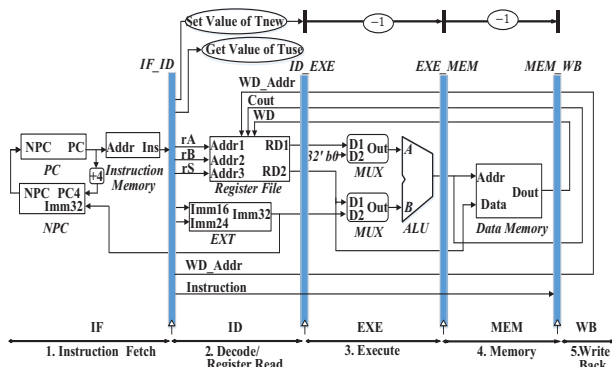 Set Value of Tnew
-1
-1
Get Value of Tuse
IF_ID
ID_EXE
EXE_MEM
MEM_WB
WD_Addr
Cout
WD
NPC PC
PC
Addr Ins
Instruction
Memory
+4
NPC PC4
Imm32
NPC
rA
rB
rS
Addr1
Addr2
Addr3
RD1
RD2
Register File
32' b0
D1 Out
D2
MUX
D1 Out
D2
MUX
A
B
ALU
Addr
Dout
Data
Data Memory
Imm16
Imm24
Imm32
EXT
WD_Addr
Instruction
IF
ID
EXE
MEM
WB
1. Instruction Fetch
2. Decode/
Register Read
3. Execute
4. Memory
5.Write
Back